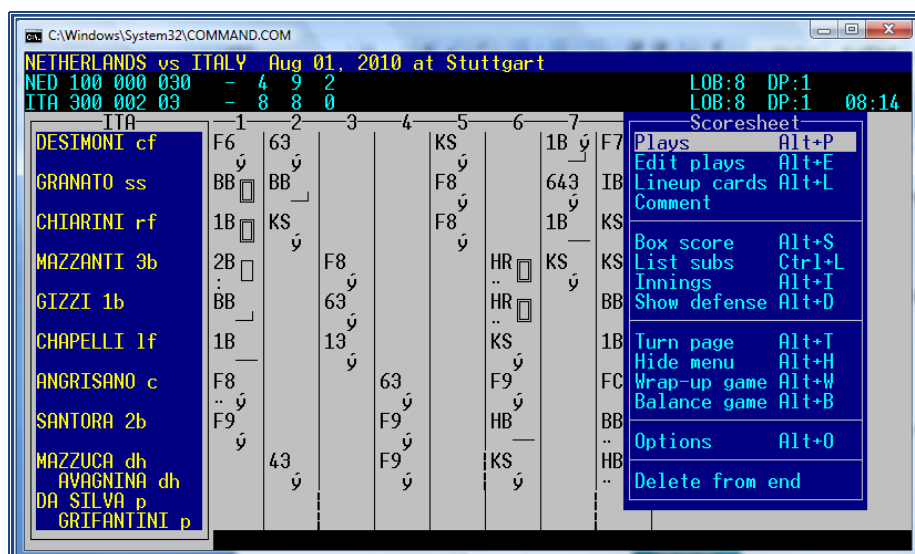 C:\Windows\System32\COMMAND.COM
NETHERLANDS vs ITALY Aug 01, 2010 at Stuttgart
NED 100 000 030 - 4 9 2 LOB:8 DP:1
ITA 300 002 03 - 8 8 0 LOB:8 DP:1 08:14
ITA 1 2 3 4 5 6 7 Scoresheet
DESIMONI cf F6 63 KS 1B F7 Plays Alt+P
ý ý ý ý Edit plays Alt+E
GRANATO ss BB BB F8 643 IB Lineup cards Alt+L
ý ý Comment
CHIARINI rf 1B KS F8 1B KS
ý ý Box score Alt+S
MAZZANTI 3b 2B F8 HR KS KS List subs Ctrl+L
: ý .. ý Innings Alt+I
GIZZI 1b BB 63 HR BB Show defense Alt+D
ý ..
CHAPELLI lf 1B 13 KS 1B Turn page Alt+T
ý ý Hide menu Alt+H
ANGRISANO c F8 63 F9 FC Wrap-up game Alt+W
.. ý ý .. ý Balance game Alt+B
SANTORA 2b F9 F9 HB BB
ý ý .. Options Alt+O
MAZZUCA dh 43 F9 KS HB
AVAGNINA dh ý ý ý .. Delete from end
DA SILVA p
GRIFANTINI p